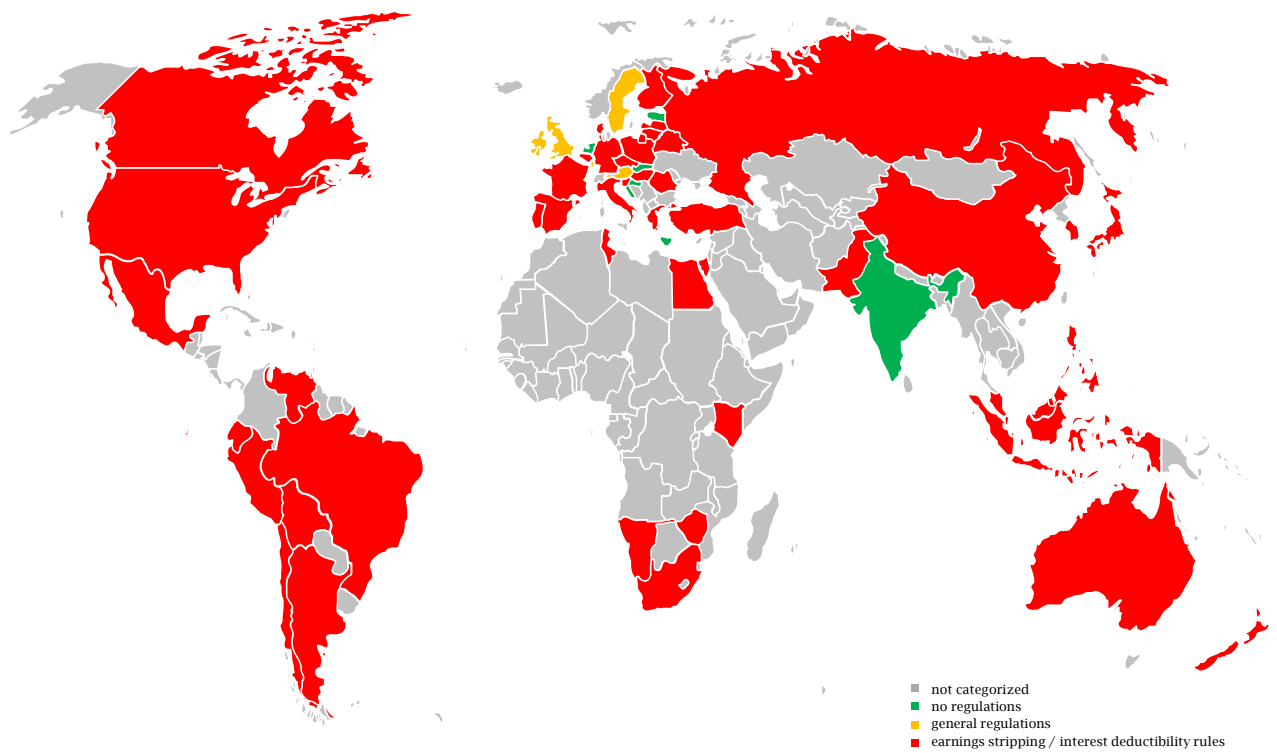 not categorized
no regulations
general regulations
earnings stripping / interest deductibility rules